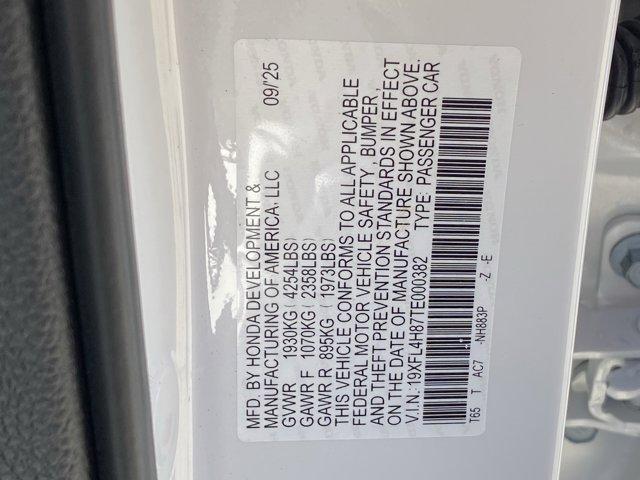 MFD. BY HONDA DEVELOPMENT & 09/'25
MANUFACTURING OF AMERICA, LLC
GVWR 1930KG ( 4254LBS)
GAWR F 1070KG ( 2358LBS)
GAWR R 895KG ( 1973LBS)
THIS VEHICLE CONFORMS TO ALL APPLICABLE
FEDERAL MOTOR VEHICLE SAFETY, BUMPER,
AND THEFT PREVENTION STANDARDS IN EFFECT
ON THE DATE OF MANUFACTURE SHOWN ABOVE.
V.I.N: 19XFL4H87TE000382 TYPE: PASSENGER CAR
T65 T AC7 -NH883P -Z -E